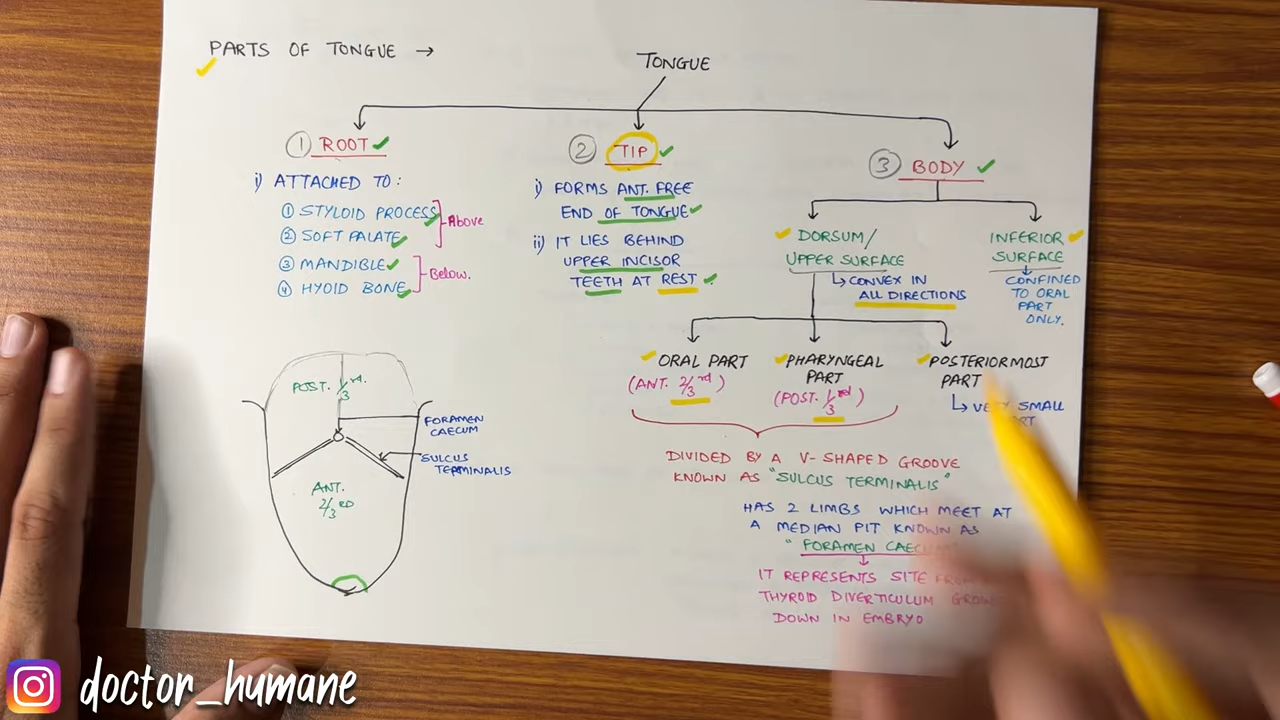 PARTS OF TONGUE →
TONGUE
① ROOT
i) ATTACHED TO:
① STYLOID PROCESS
② SOFT PALATE
Above
③ MANDIBLE
④ HYOID BONE
Below.
② TIP
i) FORMS ANT. FREE
END OF TONGUE
ii) IT LIES BEHIND
UPPER INCISOR
TEETH AT REST
③ BODY
DORSUM/
UPPER SURFACE
↳ CONVEX IN
ALL DIRECTIONS
INFERIOR
SURFACE
CONFINED
TO ORAL
PART
ONLY.
ORAL PART
(ANT. 2/3rd)
PHARYNGEAL
PART
(POST. 1/3rd)
POSTERIORMOST
PART
↳ VERY SMALL
DIVIDED BY A V-SHAPED GROOVE
KNOWN AS "SULCUS TERMINALIS"
HAS 2 LIMBS WHICH MEET AT
A MEDIAN PIT KNOWN AS
"FORAMEN
IT REPRESENTS SITE
THYROID DIVERTICULUM
DOWN IN EMBRYO
POST. 1/3rd.
FORAMEN
CAECUM
SULCUS
TERMINALIS
ANT.
2/3RD
doctor_humane